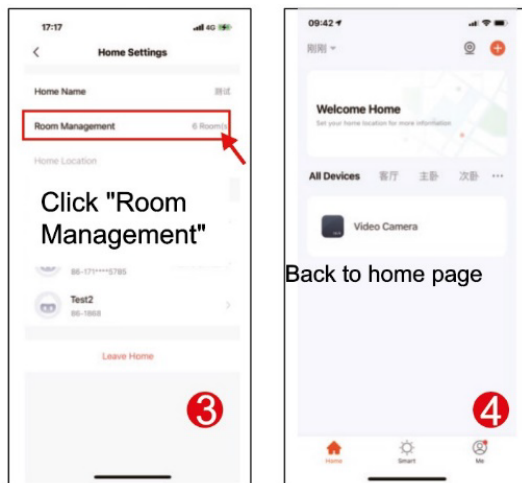 17:17
4G
Home Settings
Home Name 测试
Room Management 6 Room(s)
Home Location
Click "Room
Management"
86-171****5785
Test2
86-1868
Leave Home
3
09:42
刚刚
Welcome Home
Set your home location for more information
All Devices 客厅 主卧 次卧 ...
Video Camera
Back to home page
4
Home Smart Me